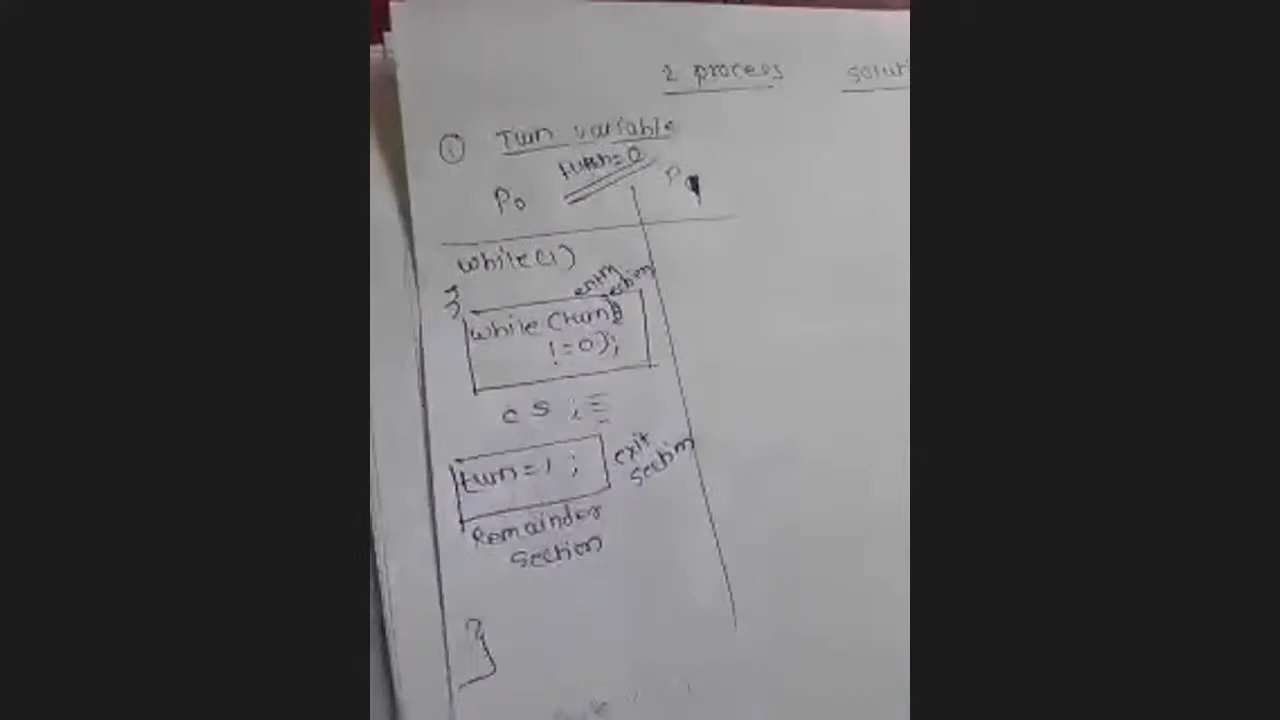 2 process
① Turn variable
turn=0
P0
while(1)
{
entry
section
while(turn
!=0);
CS ;
turn=1 ;
exit
section
Remainder
section
}